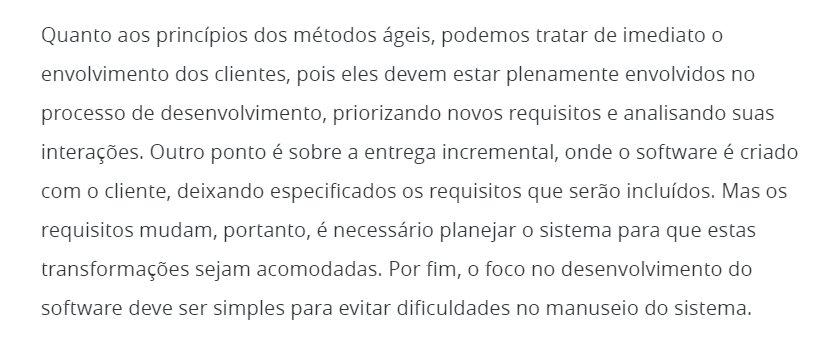 Quanto aos princípios dos métodos ágeis, podemos tratar de imediato o
envolvimento dos clientes, pois eles devem estar plenamente envolvidos no
processo de desenvolvimento, priorizando novos requisitos e analisando suas
interações. Outro ponto é sobre a entrega incremental, onde o software é criado
com o cliente, deixando especificados os requisitos que serão incluídos. Mas os
requisitos mudam, portanto, é necessário planejar o sistema para que estas
transformações sejam acomodadas. Por fim, o foco no desenvolvimento do
software deve ser simples para evitar dificuldades no manuseio do sistema.